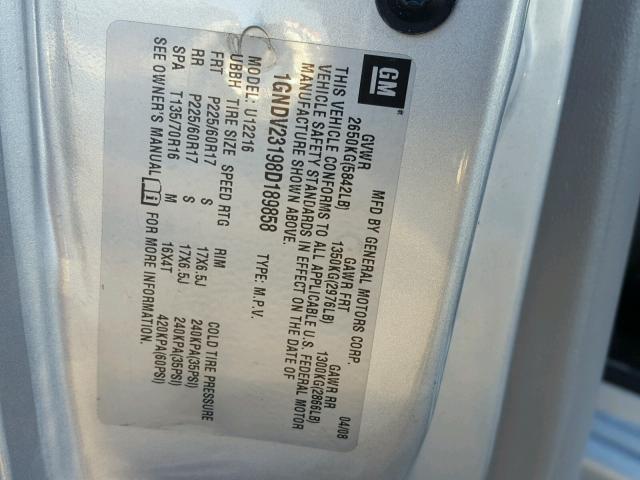 GM
MFD BY GENERAL MOTORS CORP. 04/08
GVWR GAWR FRT GAWR RR
2650KG(5842LB) 1350KG(2976LB) 1300KG(2866LB)
THIS VEHICLE CONFORMS TO ALL APPLICABLE U.S. FEDERAL MOTOR
VEHICLE SAFETY STANDARDS IN EFFECT ON THE DATE OF
MANUFACTURE SHOWN ABOVE.
1GNDV23198D189858 TYPE: M.P.V.
MODEL: U12216
UBBH TIRE SIZE SPEED RTG RIM COLD TIRE PRESSURE
FRT P225/60R17 S 17X6.5J 240KPA(35PSI)
RR P225/60R17 S 17X6.5J 240KPA(35PSI)
SPA T135/70R16 M 16X4T 420KPA(60PSI)
SEE OWNER'S MANUAL FOR MORE INFORMATION.